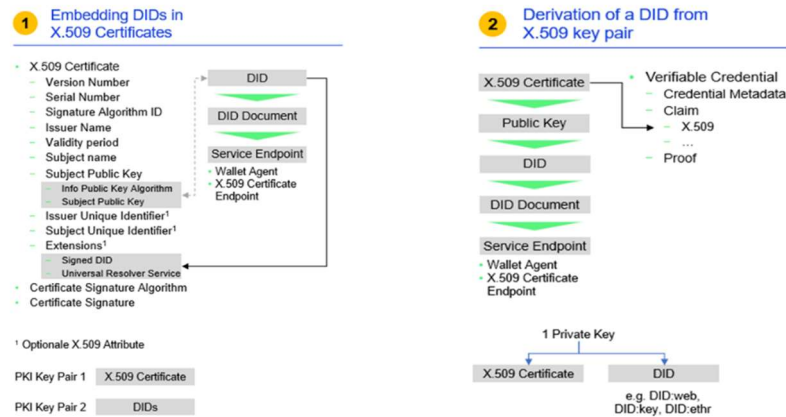 1
Embedding DIDs in
X.509 Certificates
X.509 Certificate
Version Number
Serial Number
Signature Algorithm ID
Issuer Name
Validity period
Subject name
Subject Public Key
Info Public Key Algorithm
Subject Public Key
Issuer Unique Identifier¹
Subject Unique Identifier¹
Extensions¹
Signed DID
Universal Resolver Service
Certificate Signature Algorithm
Certificate Signature
DID
DID Document
Service Endpoint
Wallet Agent
X.509 Certificate
Endpoint
¹ Optionale X.509 Attribute
PKI Key Pair 1 X.509 Certificate
PKI Key Pair 2 DIDs
2
Derivation of a DID from
X.509 key pair
X.509 Certificate
Public Key
DID
DID Document
Service Endpoint
Wallet Agent
X.509 Certificate
Endpoint
Verifiable Credential
Credential Metadata
Claim
X.509
...
Proof
1 Private Key
X.509 Certificate
DID
e.g. DID:web,
DID:key, DID:ethr